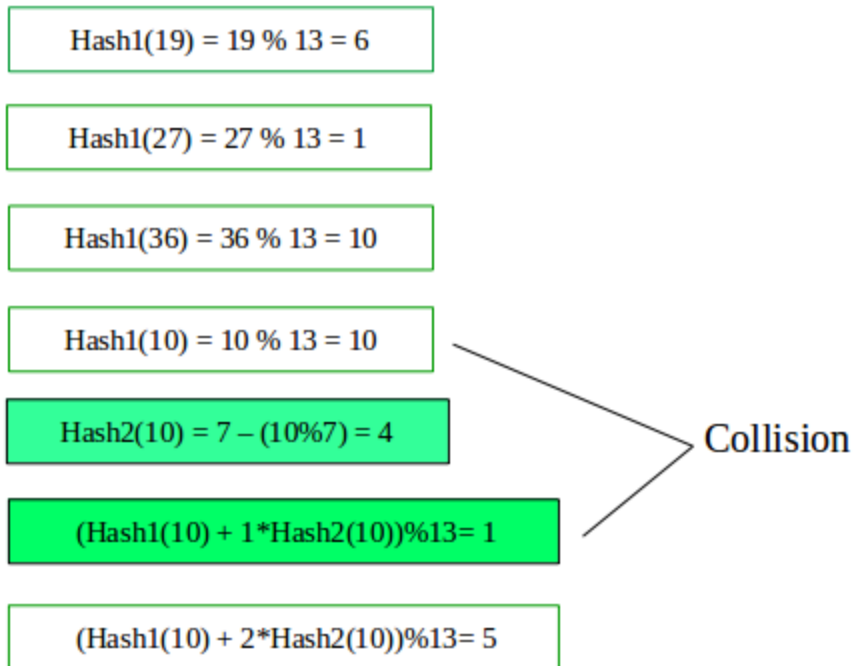 Hash1(19) = 19 % 13 = 6
Hash1(27) = 27 % 13 = 1
Hash1(36) = 36 % 13 = 10
Hash1(10) = 10 % 13 = 10
Hash2(10) = 7 – (10%7) = 4
Collision
(Hash1(10) + 1*Hash2(10))%13= 1
(Hash1(10) + 2*Hash2(10))%13= 5